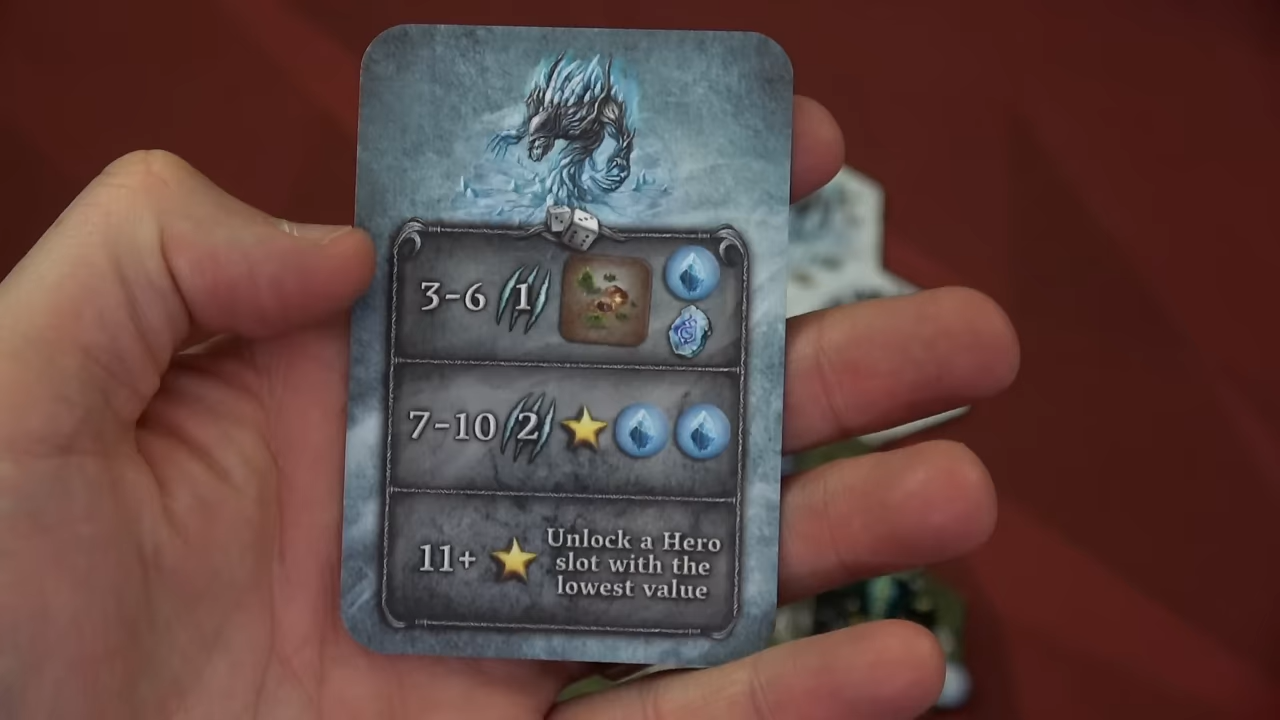 3-6 1
7-10 2
11+ Unlock a Hero
slot with the
lowest value